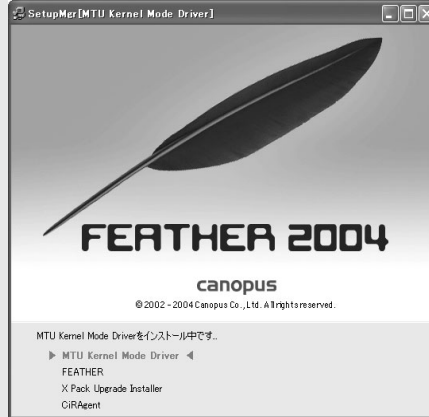 SetupMgr[MTU Kernel Mode Driver]
FEATHER 2004
canopus
©2002 - 2004 Canopus Co., Ltd. All rights reserved.
MTU Kernel Mode Driverをインストール中です..
▶ MTU Kernel Mode Driver ◀
FEATHER
X Pack Upgrade Installer
CiRAgent